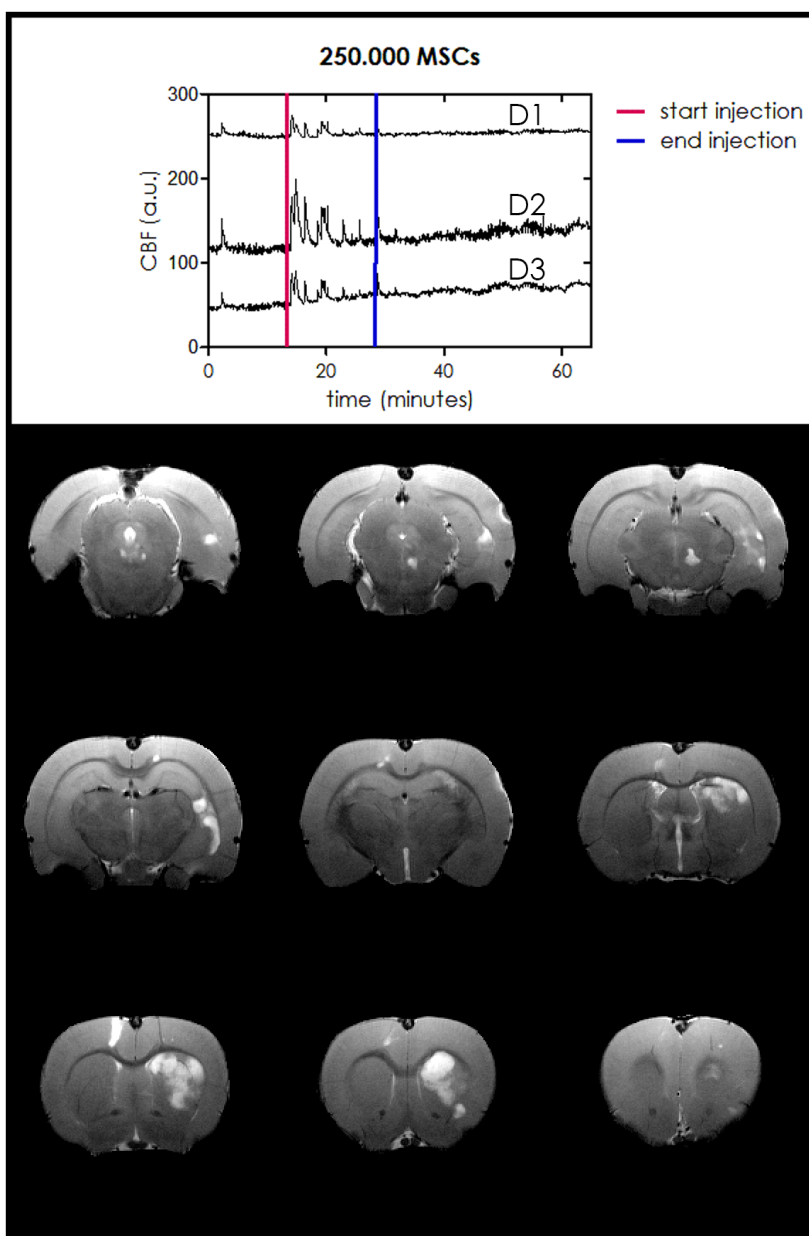 250.000 MSCs
300
200
100
0
CBF (a.u.)
D1
D2
D3
0
20
40
60
time (minutes)
start injection
end injection